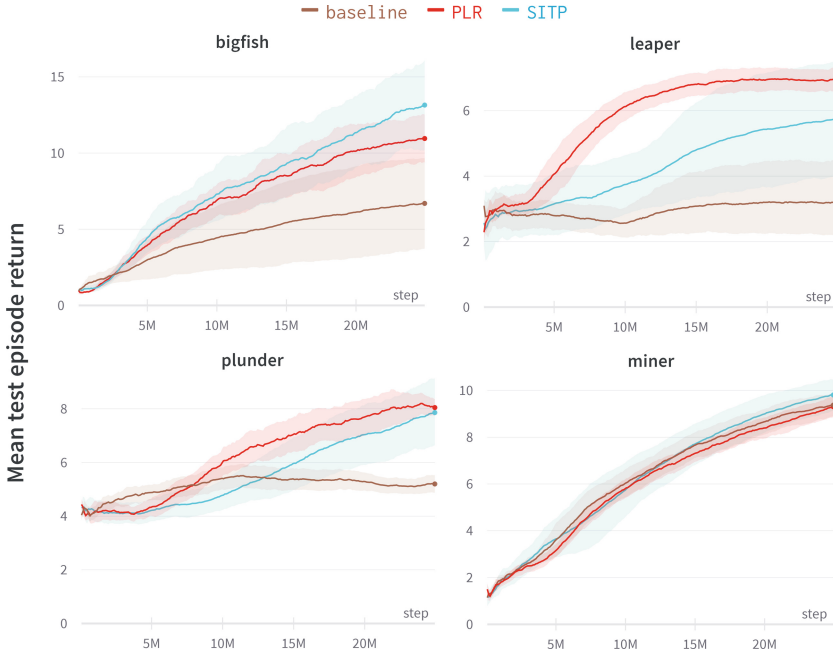 baseline PLR SITP
bigfish
leaper
15
10
5
0
step
5M 10M 15M 20M
6
4
2
0
step
5M 10M 15M 20M
Mean test episode return
plunder
miner
8
6
4
2
0
step
5M 10M 15M 20M
10
8
6
4
2
0
step
5M 10M 15M 20M